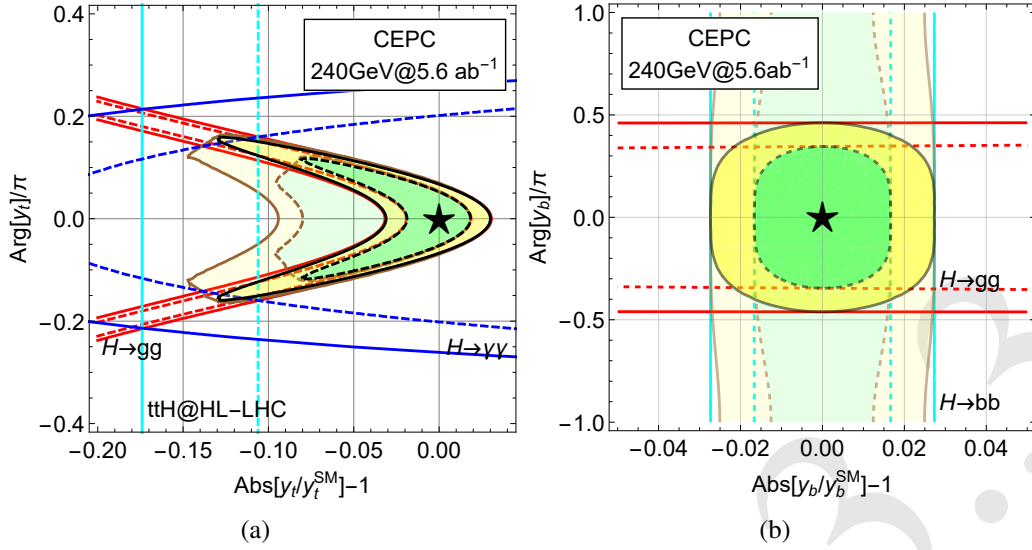 CEPC
240GeV@5.6 ab⁻¹
Arg[yₜ]/π
0.4
0.2
0.0
−0.2
−0.4
H→gg
H→γγ
ttH@HL−LHC
−0.20
−0.15
−0.10
−0.05
0.00
Abs[yₜ/yₜ^SM]−1
(a)
CEPC
240GeV@5.6ab⁻¹
Arg[y_b]/π
1.0
0.5
0.0
−0.5
−1.0
H→gg
H→bb
−0.04
−0.02
0.00
0.02
0.04
Abs[y_b/y_b^SM]−1
(b)